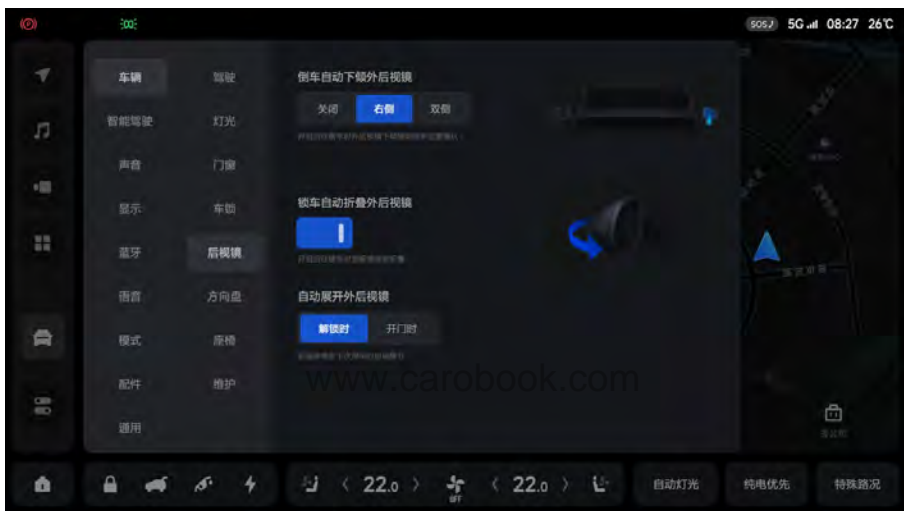 SOS
5G
08:27
26℃
车辆
驾驶
智能驾驶
灯光
声音
门窗
显示
车锁
蓝牙
后视镜
语音
方向盘
模式
座椅
配件
维护
通用
倒车自动下倾外后视镜
关闭 右侧 双侧
锁车自动折叠外后视镜
自动展开外后视镜
解锁时 开门时
www.carobook.com
22.0
OFF
22.0
自动灯光
纯电优先
特殊路况